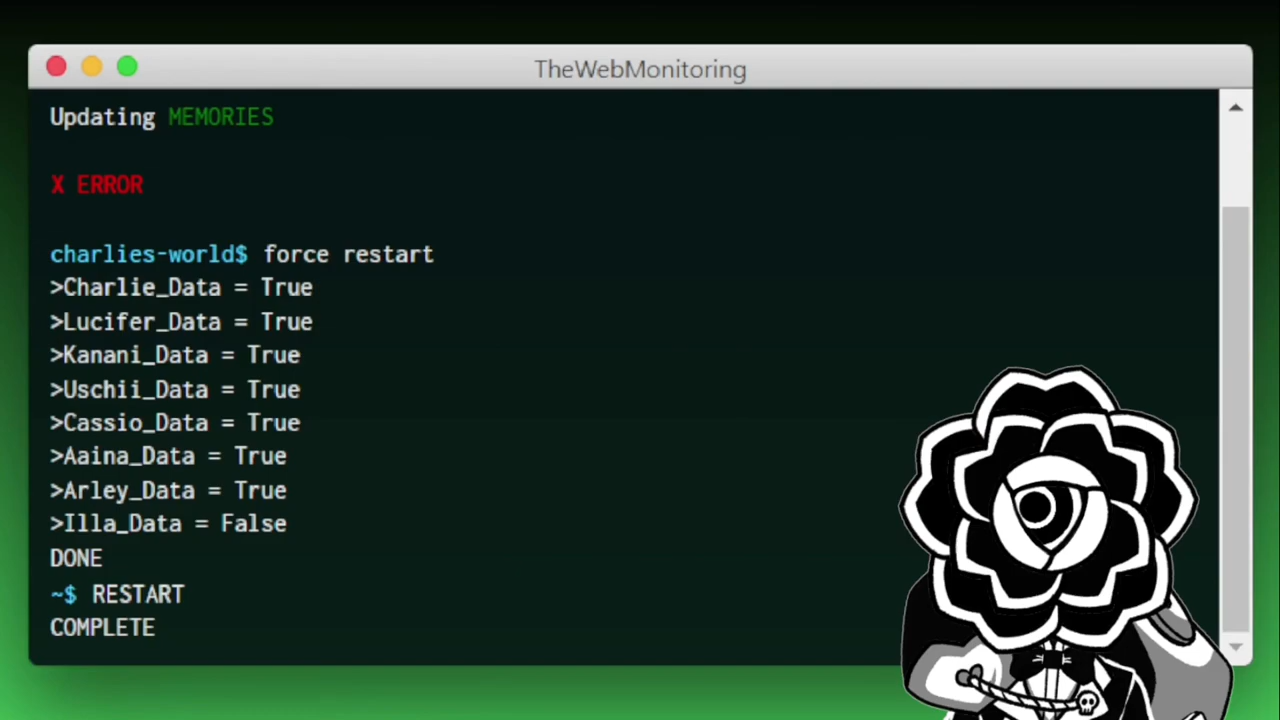 TheWebMonitoring
Updating MEMORIES
X ERROR
charlies-world$ force restart
>Charlie_Data = True
>Lucifer_Data = True
>Kanani_Data = True
>Uschii_Data = True
>Cassio_Data = True
>Aaina_Data = True
>Arley_Data = True
>Illa_Data = False
DONE
~$ RESTART
COMPLETE